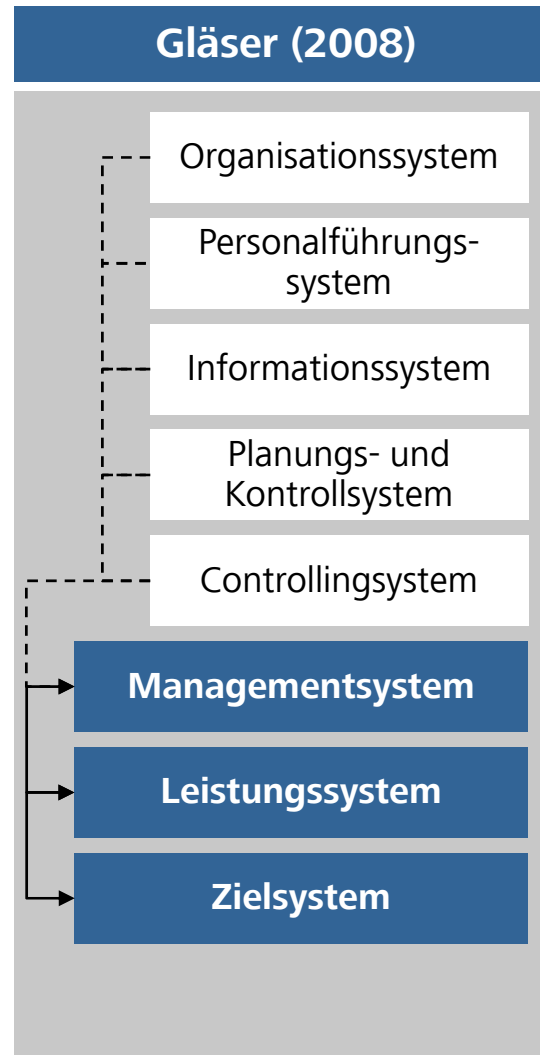 Gläser (2008)
Organisationssystem
Personalführungs-
system
Informationssystem
Planungs- und
Kontrollsystem
Controllingsystem
Managementsystem
Leistungssystem
Zielsystem